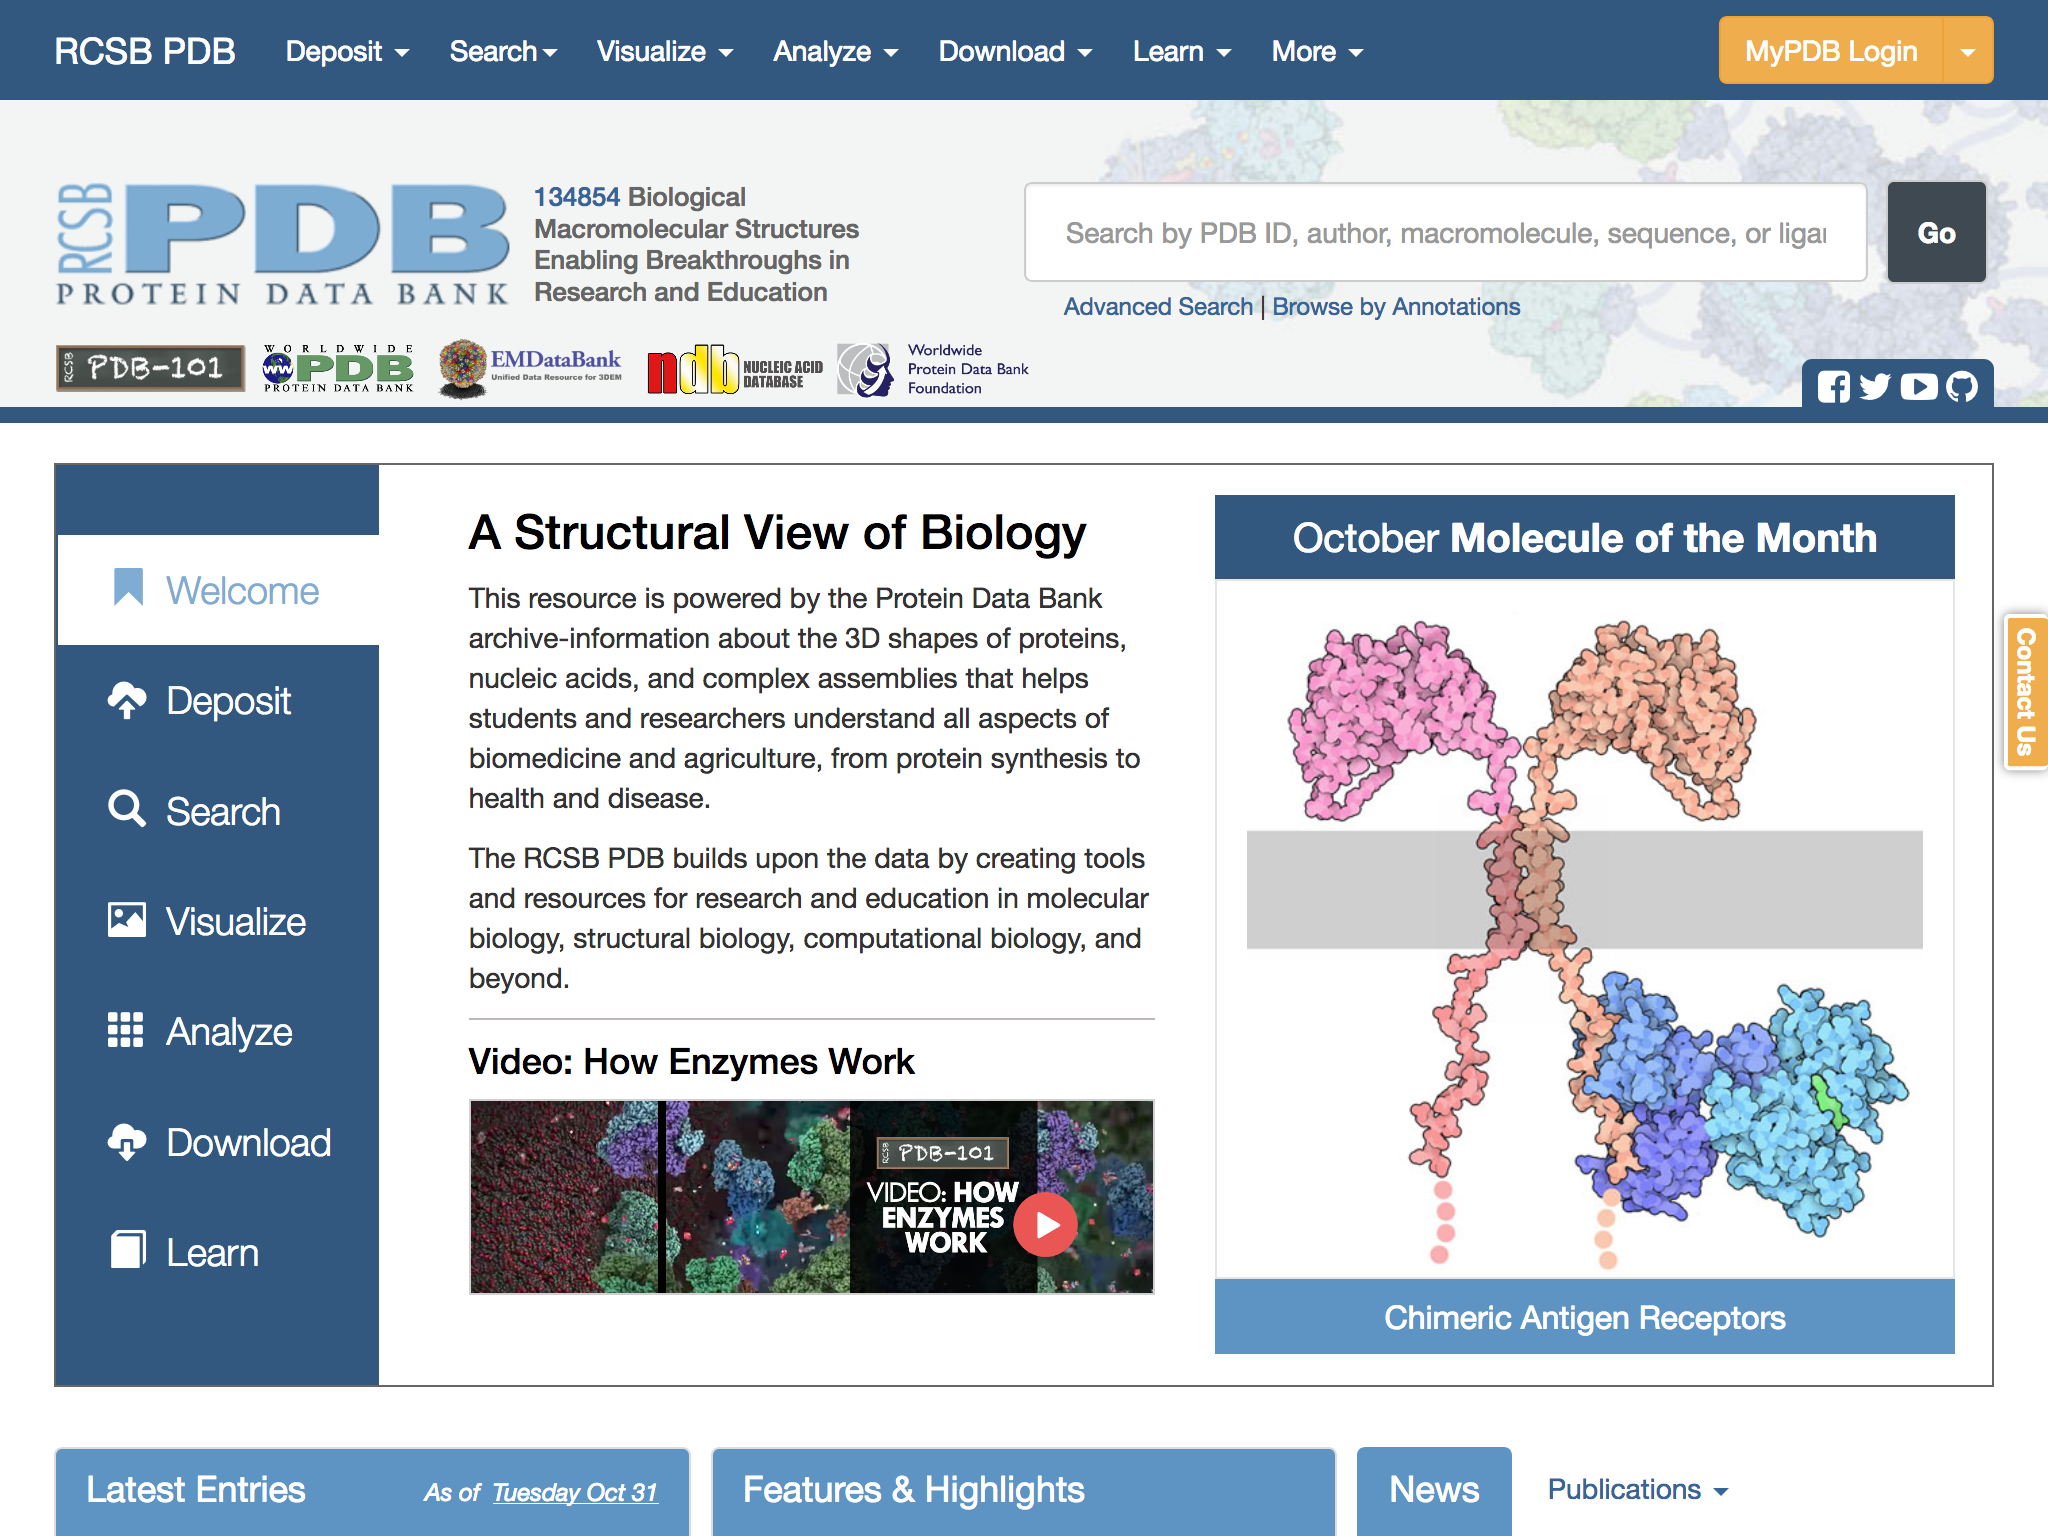 RCSB PDB Deposit Search Visualize Analyze Download Learn More MyPDB Login
RCSB PDB
PROTEIN DATA BANK
134854 Biological
Macromolecular Structures
Enabling Breakthroughs in
Research and Education
Search by PDB ID, author, macromolecule, sequence, or ligar
Go
Advanced Search | Browse by Annotations
RCSB PDB-101
WORLDWIDE
ww PDB
PROTEIN DATA BANK
EMDataBank
Unified Data Resource for 3DEM
ndb NUCLEIC ACID
DATABASE
Worldwide
Protein Data Bank
Foundation
Welcome
Deposit
Search
Visualize
Analyze
Download
Learn
A Structural View of Biology
This resource is powered by the Protein Data Bank
archive-information about the 3D shapes of proteins,
nucleic acids, and complex assemblies that helps
students and researchers understand all aspects of
biomedicine and agriculture, from protein synthesis to
health and disease.
The RCSB PDB builds upon the data by creating tools
and resources for research and education in molecular
biology, structural biology, computational biology, and
beyond.
Video: How Enzymes Work
RCSB PDB-101
VIDEO: HOW
ENZYMES
WORK
October Molecule of the Month
Chimeric Antigen Receptors
Contact Us
Latest Entries As of Tuesday Oct 31
Features & Highlights
News Publications